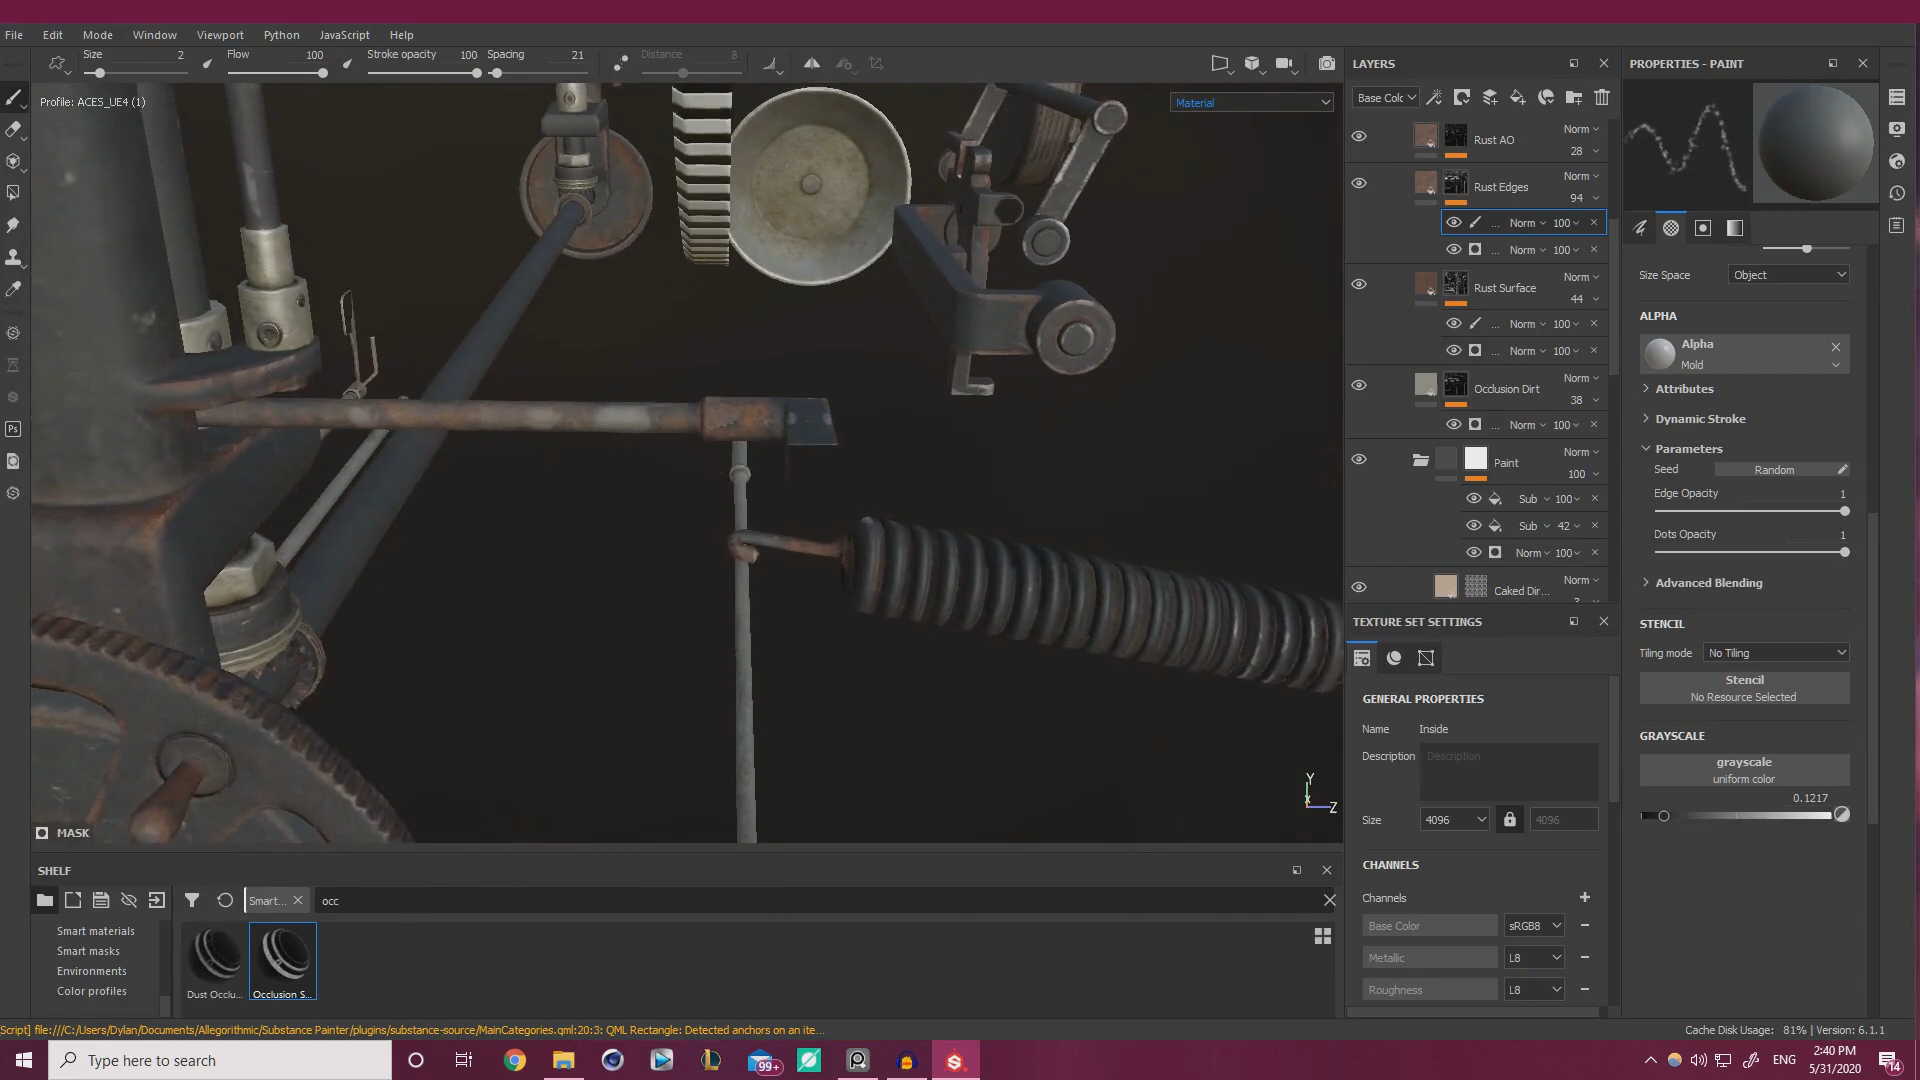 File Edit Mode Window Viewport Python JavaScript Help
Size 2 Flow 100 Stroke opacity 100 Spacing 21 Distance 8
Profile: ACES_UE4 (1)
Material
MASK
Y
X
Z
LAYERS
Base Colo
Rust AO Norm
28
Rust Edges Norm
94
... Norm 100
... Norm 100
Rust Surface Norm
44
... Norm 100
... Norm 100
Occlusion Dirt Norm
38
... Norm 100
Paint Norm
100
Sub 100
Sub 42
Norm 100
Caked Dir... Norm
TEXTURE SET SETTINGS
GENERAL PROPERTIES
Name Inside
Description Description
Size 4096 4096
CHANNELS
Channels
Base Color sRGB8
Metallic L8
Roughness L8
PROPERTIES - PAINT
Size Space Object
ALPHA
Alpha
Mold
Attributes
Dynamic Stroke
Parameters
Seed Random
Edge Opacity 1
Dots Opacity 1
Advanced Blending
STENCIL
Tiling mode No Tiling
Stencil
No Resource Selected
GRAYSCALE
grayscale
uniform color
0.1217
SHELF
Smart... occ
Smart materials
Smart masks
Environments
Color profiles
Dust Occlu...
Occlusion S...
Script] file:///C:/Users/Dylan/Documents/Allegorithmic/Substance Painter/plugins/substance-source/MainCategories.qml:20:3: QML Rectangle: Detected anchors on an ite...
Cache Disk Usage: 81% | Version: 6.1.1
Type here to search
99+
ENG
2:40 PM
5/31/2020
14
Ps